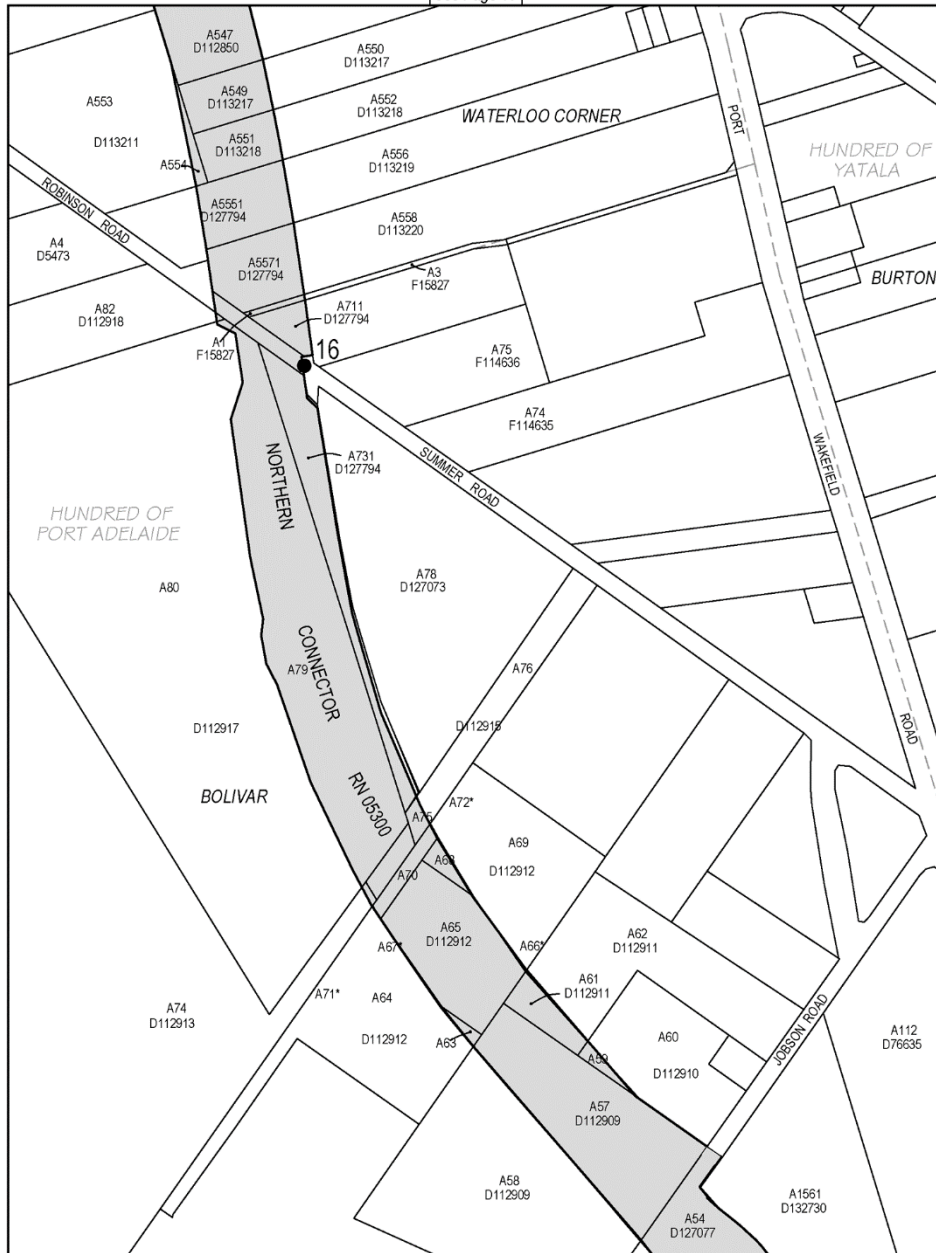 A547
D112850
A550
D113217
A553
D113211
A549
D113217
A552
D113218
WATERLOO CORNER
PORT
HUNDRED OF
YATALA
A551
D113218
A554
A556
D113219
ROBINSON ROAD
A5551
D127794
A558
D113220
A4
D5473
A5571
D127794
A3
F15827
BURTON
A82
D112918
A711
D127794
A1
F15827
16
A75
F114636
A74
F114635
NORTHERN
A731
D127794
SUMMER ROAD
WAKEFIELD
HUNDRED OF
PORT ADELAIDE
A80
A78
D127073
CONNECTOR
A79
A76
D112917
D112915
ROAD
BOLIVAR
RN 05300
A75
A72*
A69
D112912
A68
A70
A65
D112912
A67*
A66*
A62
D112911
A61
D112911
A71*
A64
D112912
A63
A74
D112913
A60
D112910
A59
JOBSON ROAD
A112
D76635
A57
D112909
A58
D112909
A1561
D132730
A54
D127077